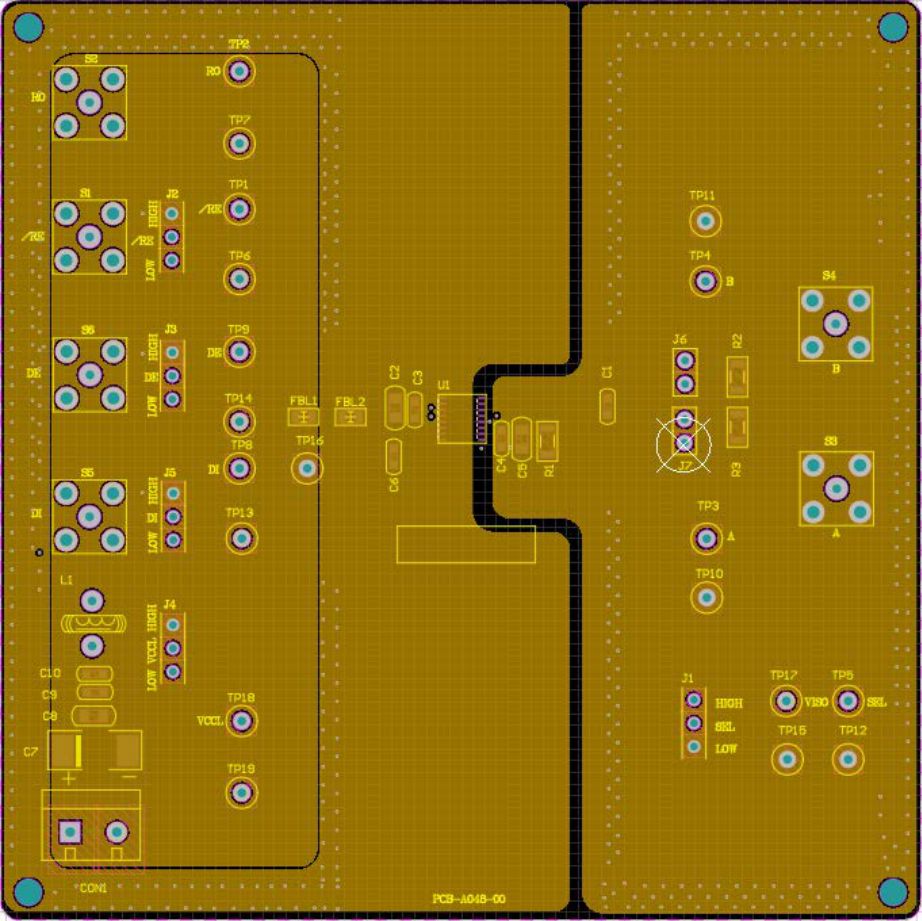 TP2
S2
RO
RO
TP7
S1
J2
TP1
HIGH
/RE
/RE
/RE
LOW
TP6
TP11
TP4
B
S4
B
S6
J3
TP9
HIGH
DE
DE
DE
LOW
TP14
FBL1
FBL2
C2
C3
U1
C1
J6
R2
TP8
DI
TP16
C6
C4
C5
R1
J7
R3
S3
A
S5
J5
HIGH
DI
DI
LOW
TP13
TP3
A
TP10
L1
J4
HIGH
VCCL
LOW
C10
C9
C8
C7
+
−
TP18
VCCL
TP19
J1
HIGH
SEL
LOW
TP17
VISO
TP5
SEL
TP15
TP12
CON1
PCB-A048-00